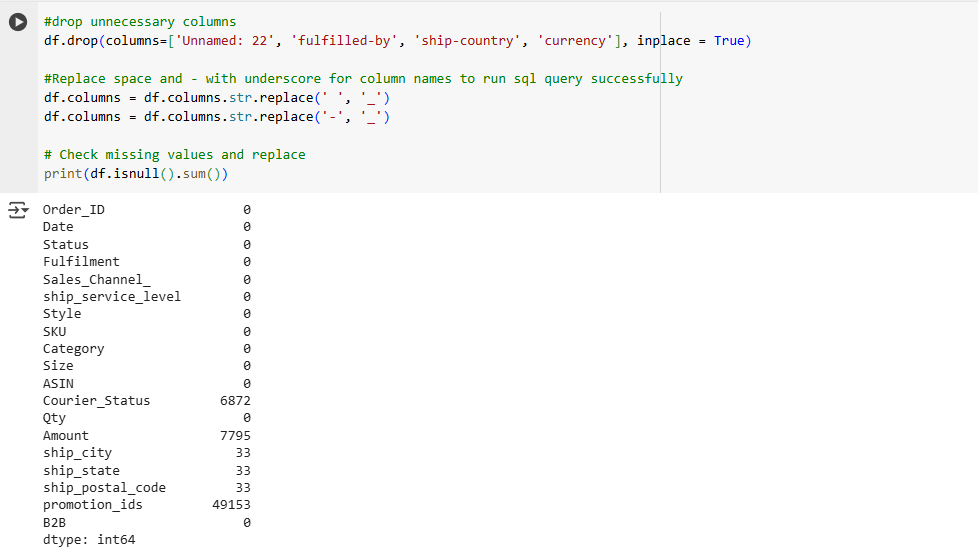 #drop unnecessary columns
df.drop(columns=['Unnamed: 22', 'fulfilled-by', 'ship-country', 'currency'], inplace = True)
#Replace space and - with underscore for column names to run sql query successfully
df.columns = df.columns.str.replace(' ', '_')
df.columns = df.columns.str.replace('-', '_')
# Check missing values and replace
print(df.isnull().sum())
Order_ID 0
Date 0
Status 0
Fulfilment 0
Sales_Channel_ 0
ship_service_level 0
Style 0
SKU 0
Category 0
Size 0
ASIN 0
Courier_Status 6872
Qty 0
Amount 7795
ship_city 33
ship_state 33
ship_postal_code 33
promotion_ids 49153
B2B 0
dtype: int64